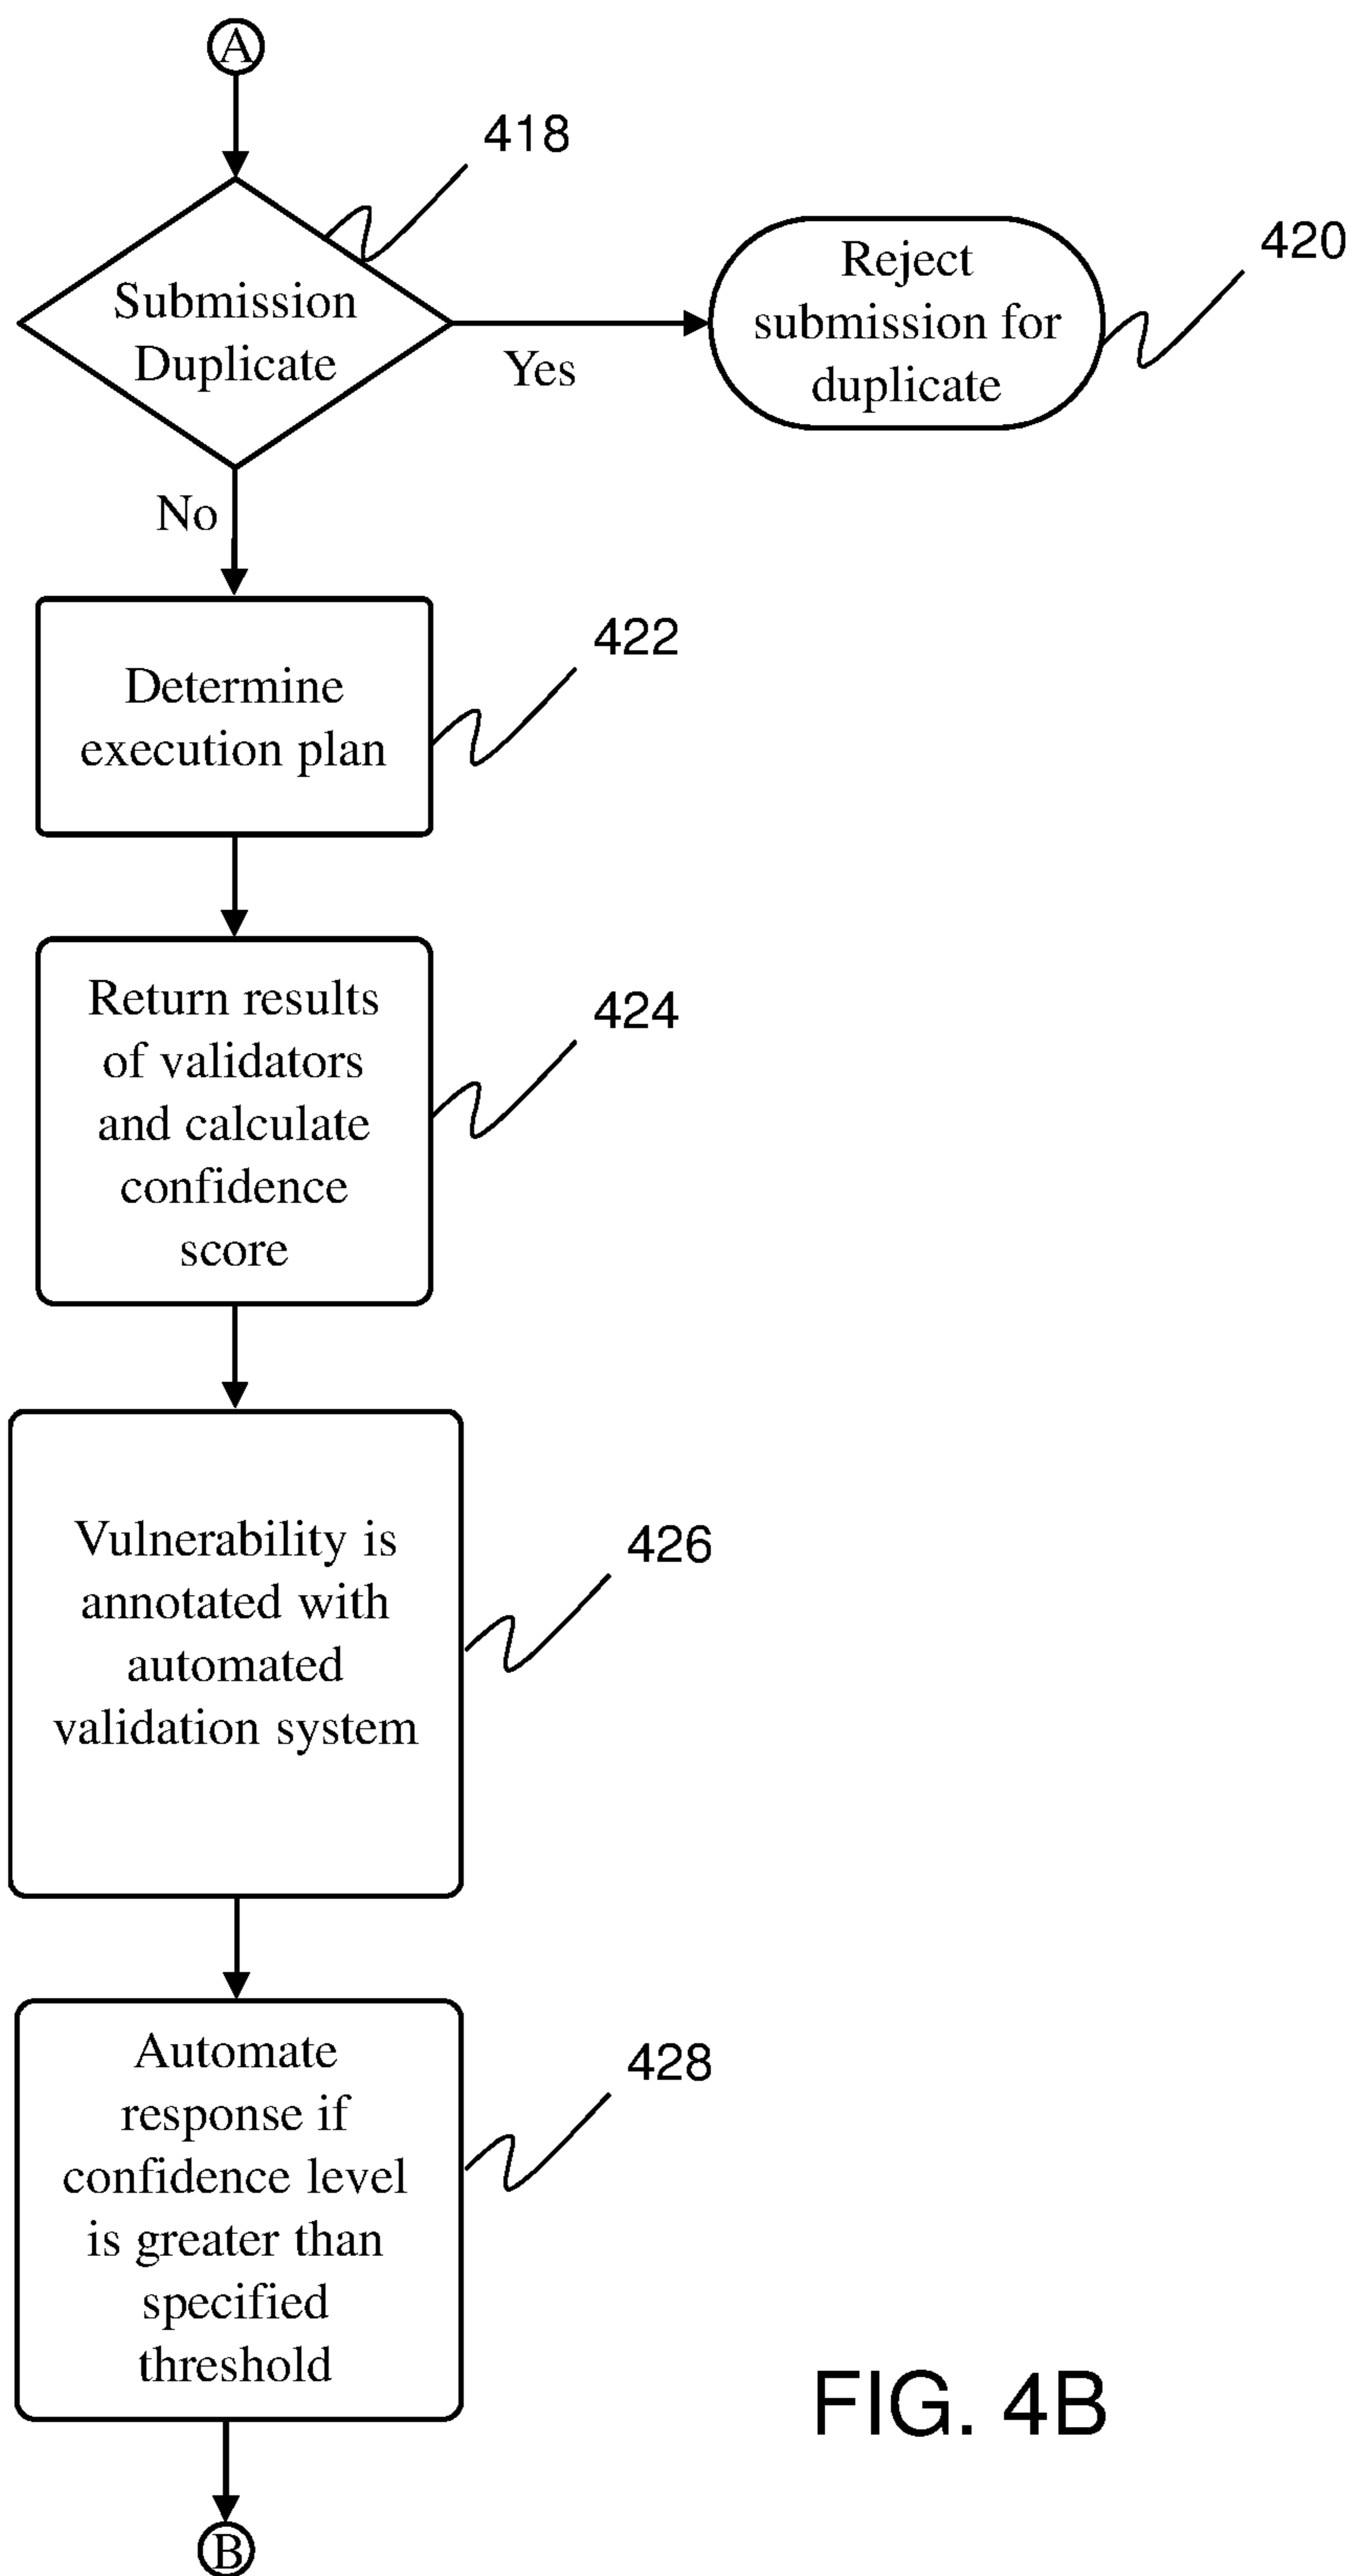 A
418
Submission
Duplicate
Yes
Reject
submission for
duplicate
420
No
Determine
execution plan
422
Return results
of validators
and calculate
confidence
score
424
Vulnerability is
annotated with
automated
validation system
426
Automate
response if
confidence level
is greater than
specified
threshold
428
B
FIG. 4B